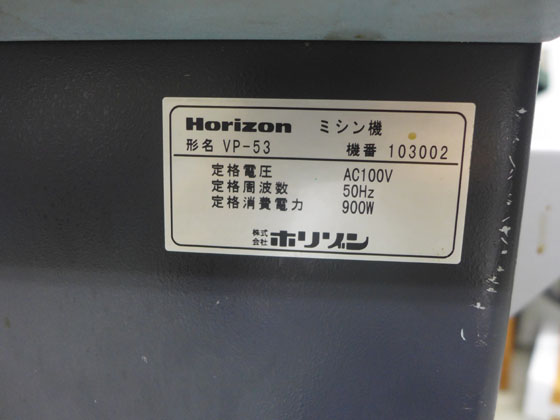 Horizon ミシン機
形名 VP-53 機番 103002
定格電圧 AC100V
定格周波数 50Hz
定格消費電力 900W
株式会社 ホリゾン